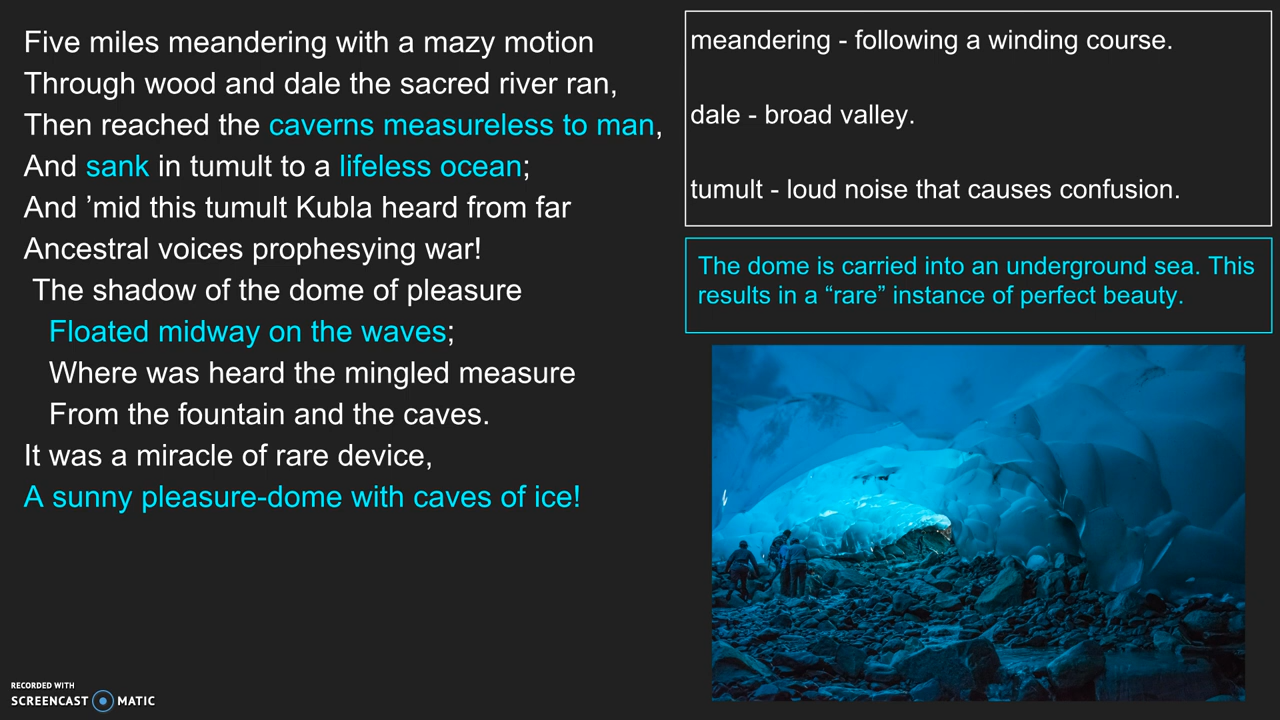 Five miles meandering with a mazy motion
Through wood and dale the sacred river ran,
Then reached the caverns measureless to man,
And sank in tumult to a lifeless ocean;
And ’mid this tumult Kubla heard from far
Ancestral voices prophesying war!
The shadow of the dome of pleasure
Floated midway on the waves;
Where was heard the mingled measure
From the fountain and the caves.
It was a miracle of rare device,
A sunny pleasure-dome with caves of ice!
meandering - following a winding course.
dale - broad valley.
tumult - loud noise that causes confusion.
The dome is carried into an underground sea. This
results in a “rare” instance of perfect beauty.
RECORDED WITH
SCREENCAST MATIC